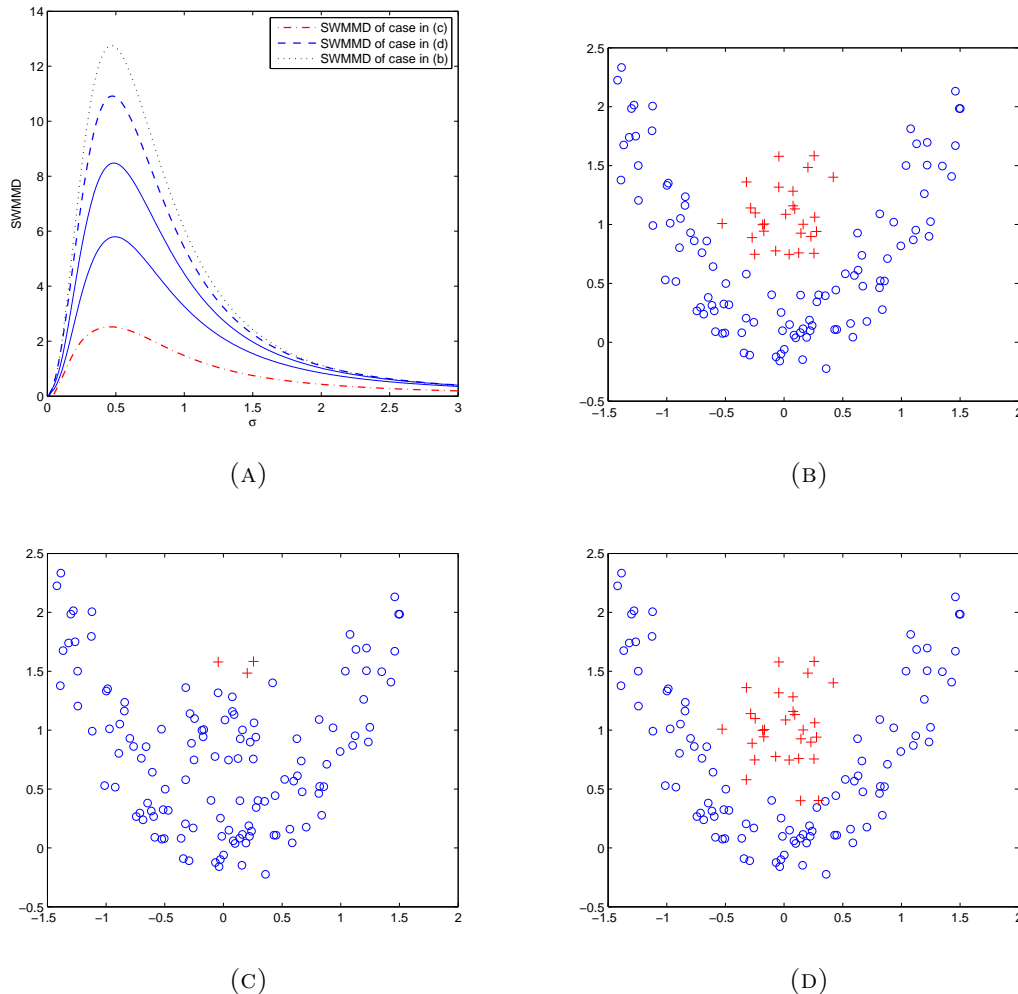 14
12
10
8
6
4
2
0
SWMMD
0 0.5 1 1.5 2 2.5 3
σ
SWMMD of case in (c)
SWMMD of case in (d)
SWMMD of case in (b)
(A)
2.5
2
1.5
1
0.5
0
−0.5
−1.5 −1 −0.5 0 0.5 1 1.5 2
(B)
2.5
2
1.5
1
0.5
0
−0.5
−1.5 −1 −0.5 0 0.5 1 1.5 2
(C)
2.5
2
1.5
1
0.5
0
−0.5
−1.5 −1 −0.5 0 0.5 1 1.5 2
(D)